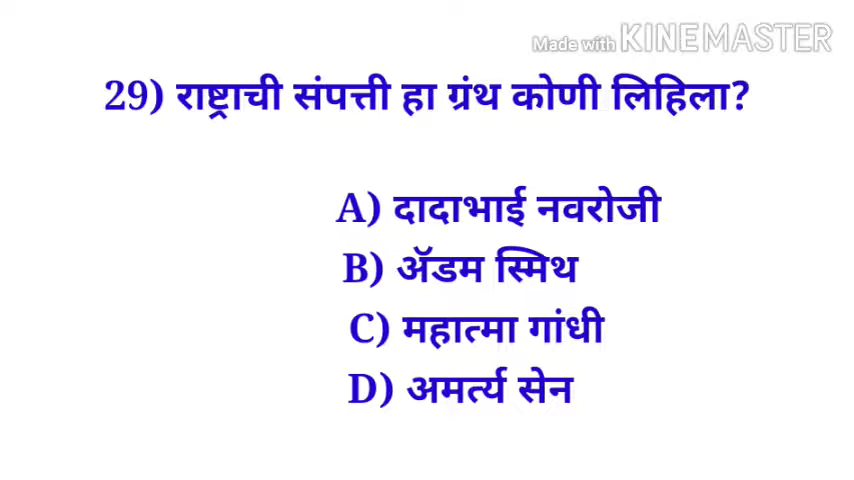 Made with KINEMASTER
29) राष्ट्राची संपत्ती हा ग्रंथ कोणी लिहिला?
A) दादाभाई नवरोजी
B) ॲडम स्मिथ
C) महात्मा गांधी
D) अमर्त्य सेन